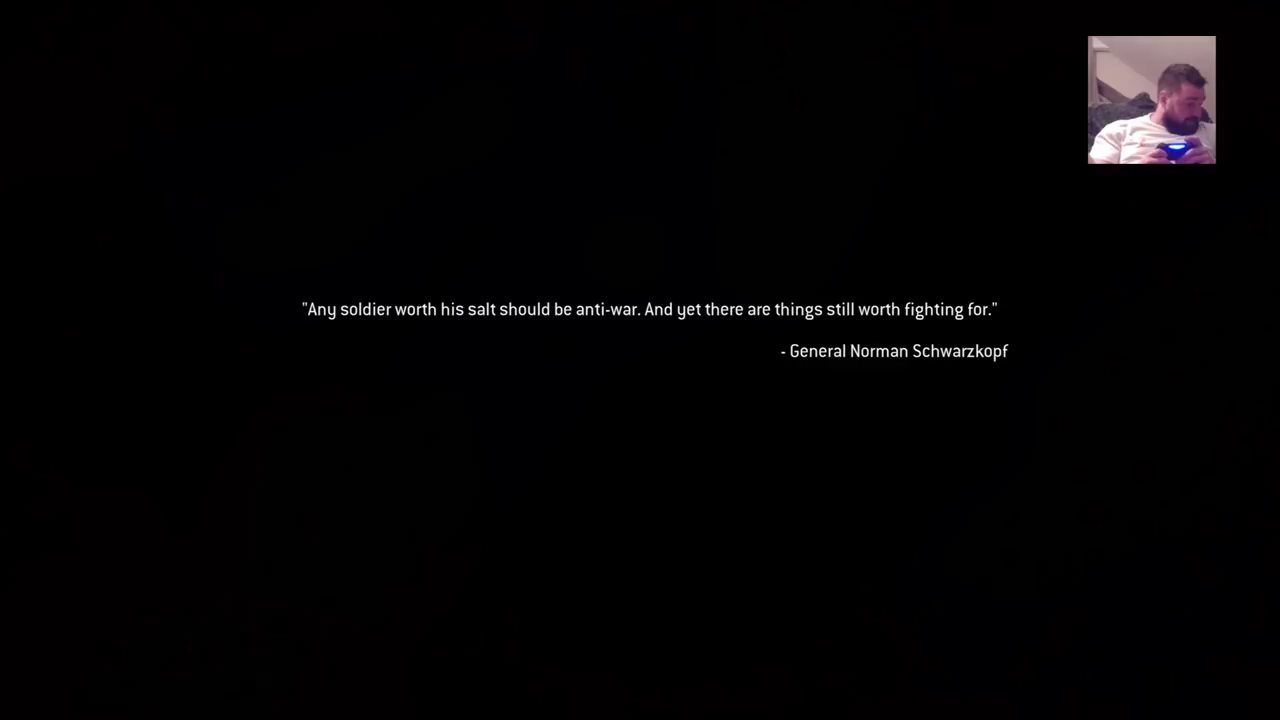 "Any soldier worth his salt should be anti-war. And yet there are things still worth fighting for."
- General Norman Schwarzkopf